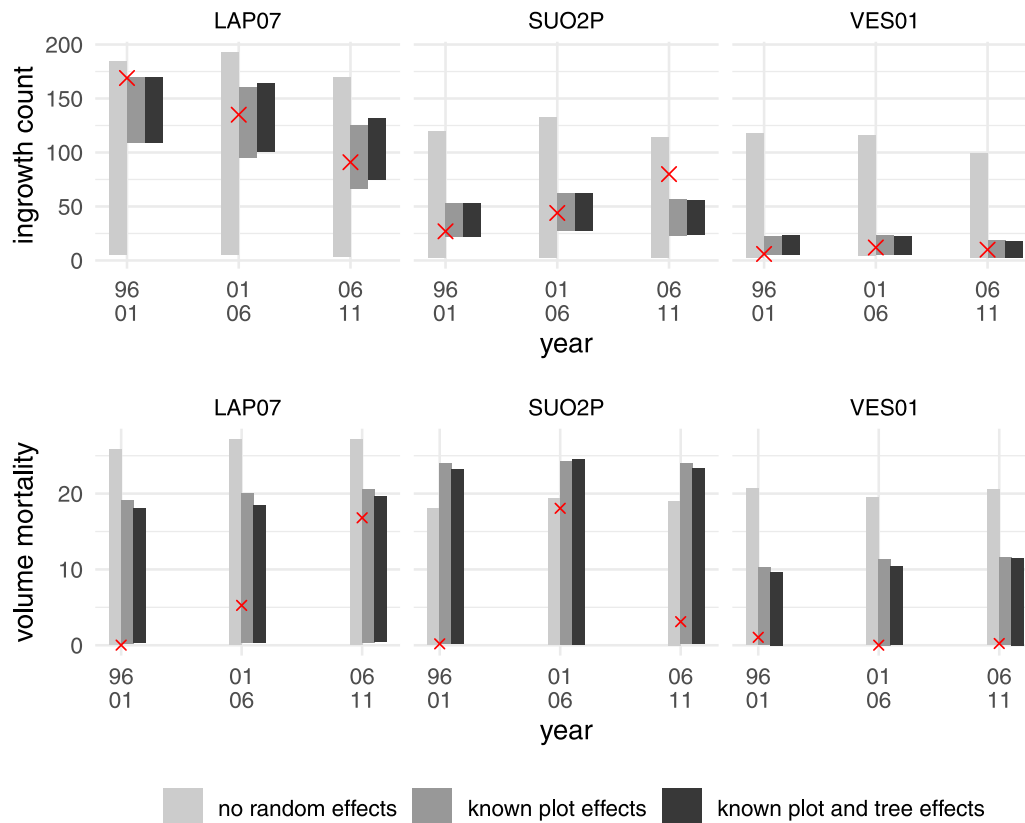 LAP07 SUO2P VES01
200
150
100
50
0
ingrowth count
96 01 06 96 01 06 96 01 06
01 06 11 01 06 11 01 06 11
year
LAP07 SUO2P VES01
20
10
0
volume mortality
96 01 06 96 01 06 96 01 06
01 06 11 01 06 11 01 06 11
year
no random effects known plot effects known plot and tree effects